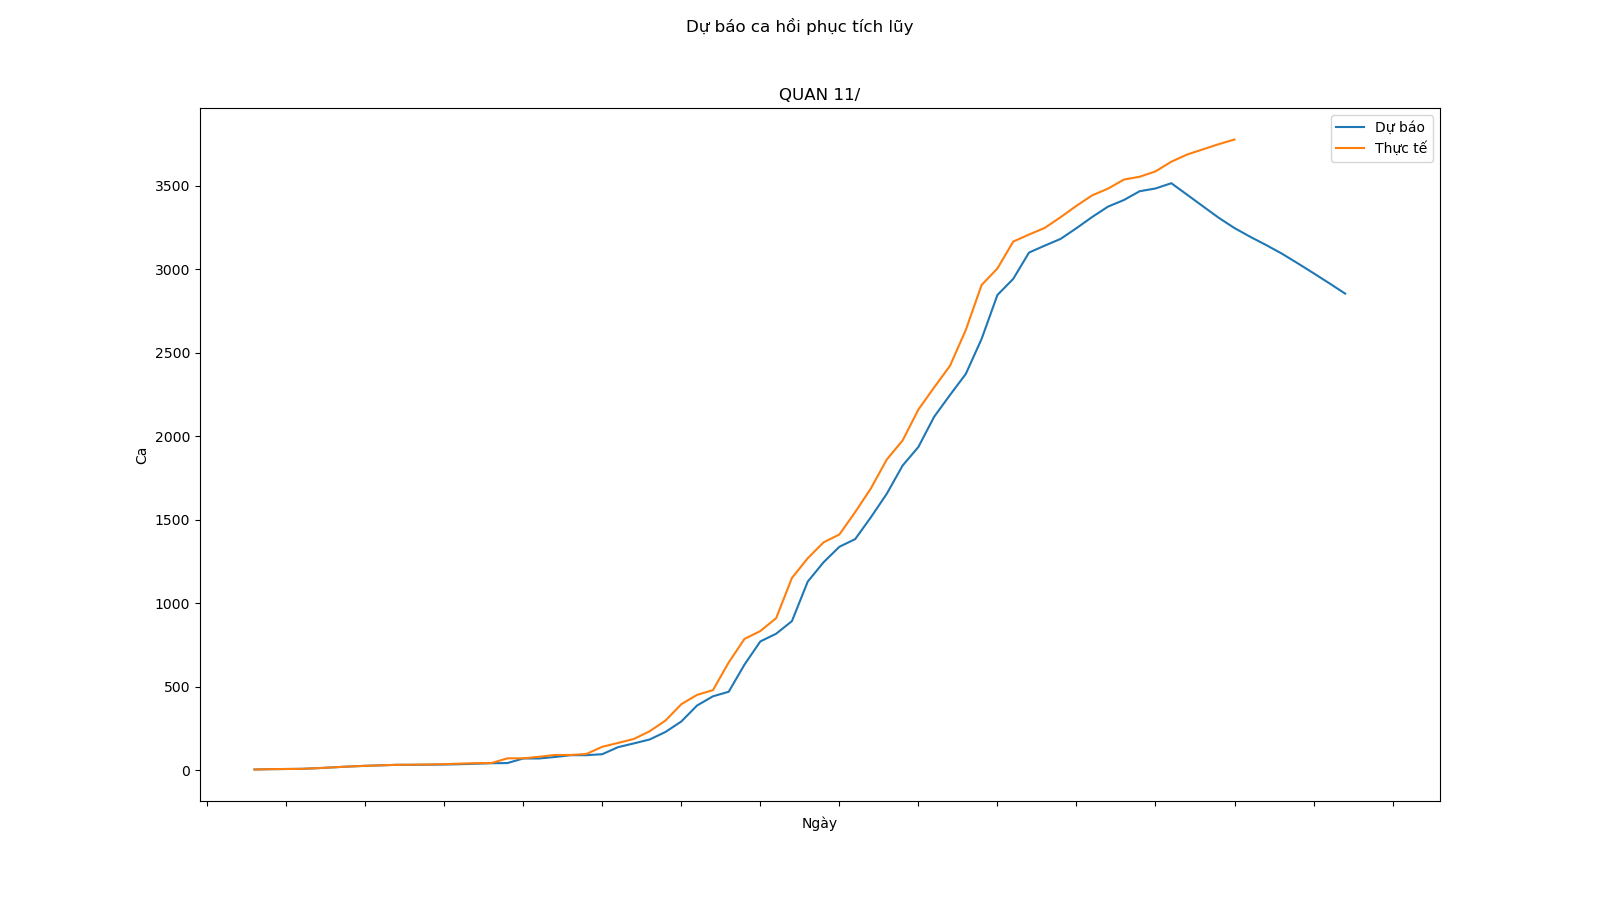 Dự báo ca hồi phục tích lũy
QUAN 11/
Dự báo
Thực tế
3500
3000
2500
2000
1500
1000
500
0
Ca
Ngày